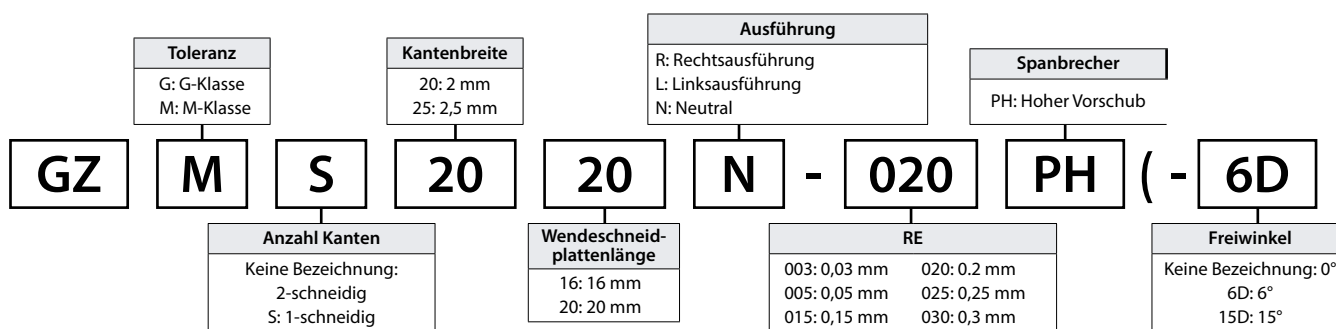 Toleranz
G: G-Klasse
M: M-Klasse
Kantenbreite
20: 2 mm
25: 2,5 mm
Ausführung
R: Rechtsausführung
L: Linksausführung
N: Neutral
Spanbrecher
PH: Hoher Vorschub
GZ M S 20 20 N - 020 PH ( - 6D
Anzahl Kanten
Keine Bezeichnung:
2-schneidig
S: 1-schneidig
Wendeschneid-
plattenlänge
16: 16 mm
20: 20 mm
RE
003: 0,03 mm 020: 0.2 mm
005: 0,05 mm 025: 0,25 mm
015: 0,15 mm 030: 0,3 mm
Freiwinkel
Keine Bezeichnung: 0°
6D: 6°
15D: 15°